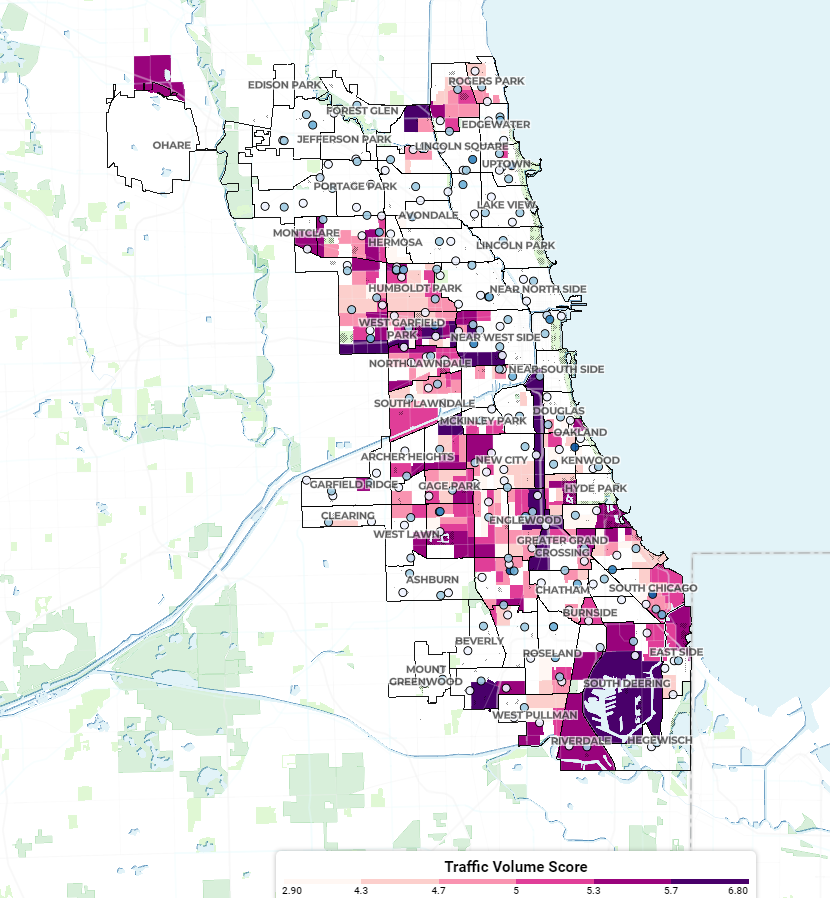 ROGERS PARK
EDISON PARK
FOREST GLEN
EDGEWATER
JEFFERSON PARK
OHARE
LINCOLN SQUARE
UPTOWN
PORTAGE PARK
LAKE VIEW
AVONDALE
MONTCLARE
HERMOSA
LINCOLN PARK
HUMBOLDT PARK
NEAR NORTH SIDE
WEST GARFIELD
PARK
NEAR WEST SIDE
NORTH LAWNDALE
NEAR SOUTH SIDE
SOUTH LAWNDALE
DOUGLAS
MCKINLEY PARK
OAKLAND
ARCHER HEIGHTS
NEW CITY
KENWOOD
GARFIELD RIDGE
GAGE PARK
HYDE PARK
CLEARING
ENGLEWOOD
WEST LAWN
GREATER GRAND
CROSSING
ASHBURN
CHATHAM
SOUTH CHICAGO
BURNSIDE
BEVERLY
ROSELAND
EAST SIDE
MOUNT
GREENWOOD
SOUTH DEERING
WEST PULLMAN
RIVERDALE
HEGEWISCH
Traffic Volume Score
2.90 4.3 4.7 5 5.3 5.7 6.80